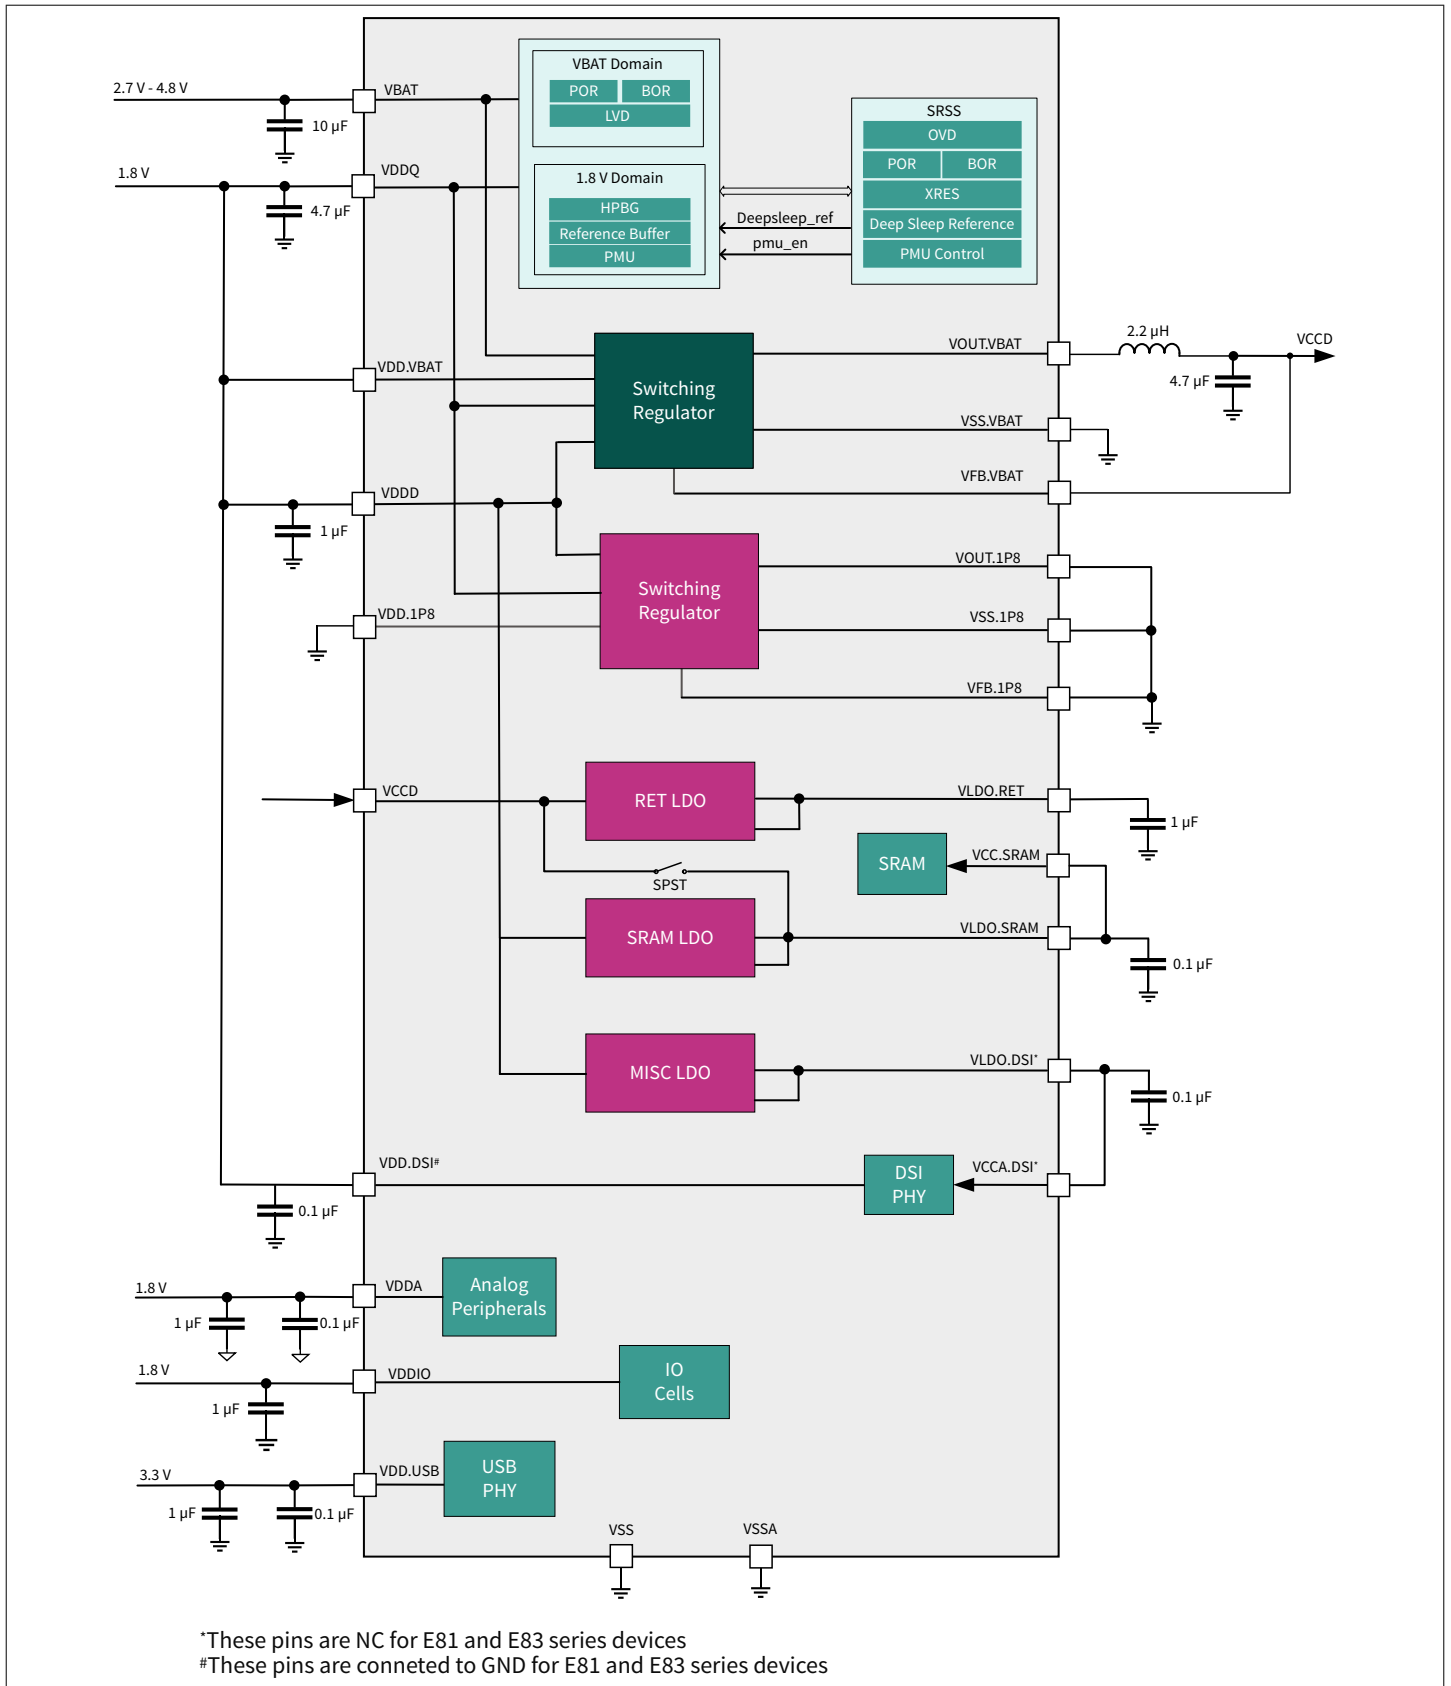 VBAT Domain
POR
BOR
LVD
2.7 V - 4.8 V
VBAT
10 µF
SRSS
OVD
POR
BOR
XRES
Deep Sleep Reference
PMU Control
1.8 V
VDDQ
4.7 µF
1.8 V Domain
HPBG
Reference Buffer
PMU
Deepsleep_ref
pmu_en
Switching
Regulator
VOUT.VBAT
2.2 µH
VCCD
4.7 µF
VDD.VBAT
VSS.VBAT
VFB.VBAT
VDDD
1 µF
Switching
Regulator
VOUT.1P8
VDD.1P8
VSS.1P8
VFB.1P8
VCCD
RET LDO
VLDO.RET
1 µF
SPST
SRAM
VCC.SRAM
SRAM LDO
VLDO.SRAM
0.1 µF
MISC LDO
VLDO.DSI*
0.1 µF
VDD.DSI#
0.1 µF
DSI
PHY
VCCA.DSI*
1.8 V
VDDA
1 µF
0.1 µF
Analog
Peripherals
1.8 V
VDDIO
1 µF
IO
Cells
3.3 V
VDD.USB
1 µF
0.1 µF
USB
PHY
VSS
VSSA
*These pins are NC for E81 and E83 series devices
#These pins are conneted to GND for E81 and E83 series devices